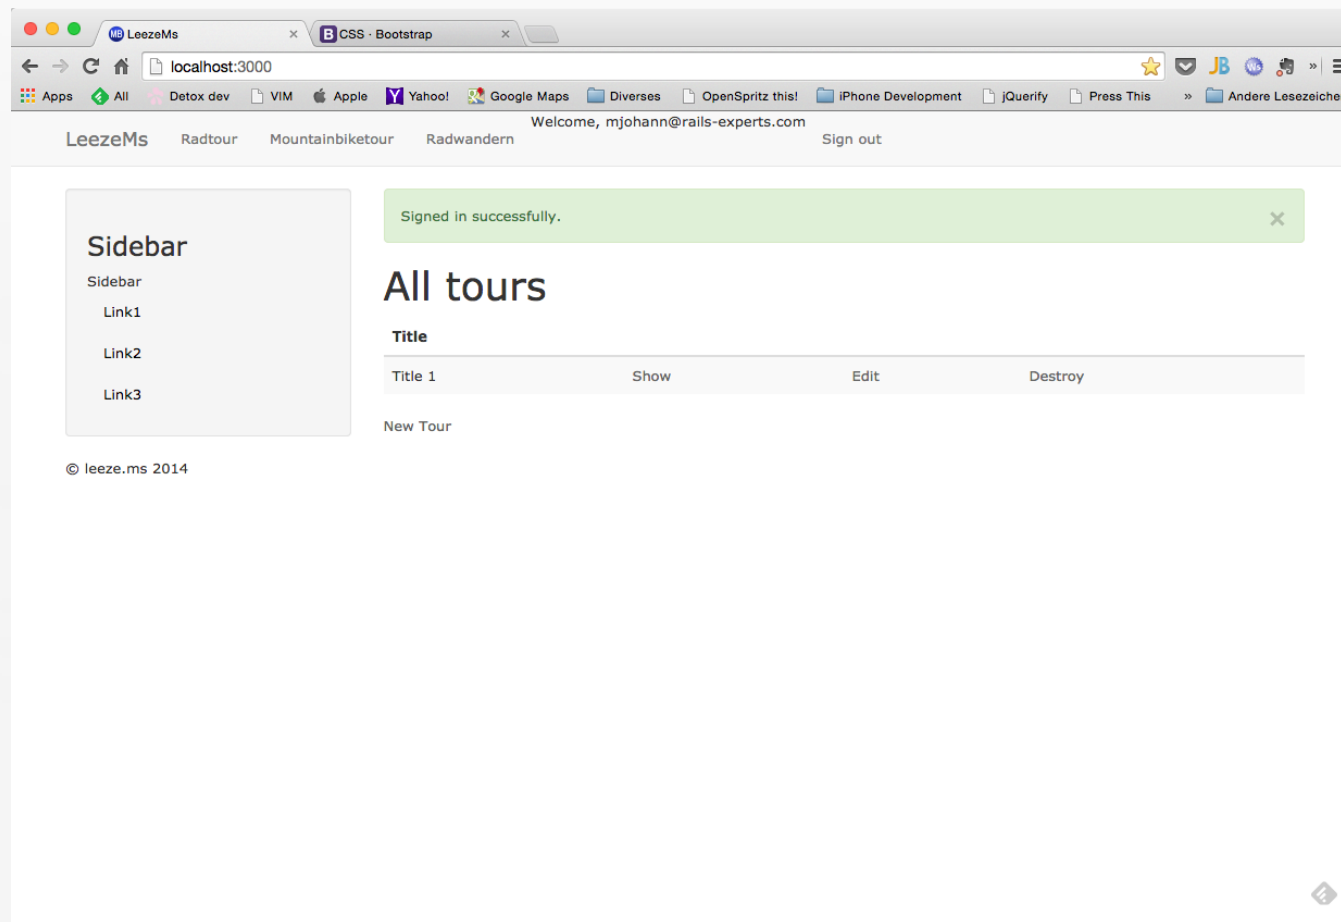 LeezeMs
CSS · Bootstrap
localhost:3000
Apps All Detox dev VIM Apple Yahoo! Google Maps Diverses OpenSpritz this! iPhone Development jQuerify Press This » Andere Lesezeiche
LeezeMs Radtour Mountainbiketour Radwandern Welcome, mjohann@rails-experts.com Sign out
Sidebar
Sidebar
Link1
Link2
Link3
Signed in successfully. ×
All tours
Title
Title 1 Show Edit Destroy
New Tour
© leeze.ms 2014